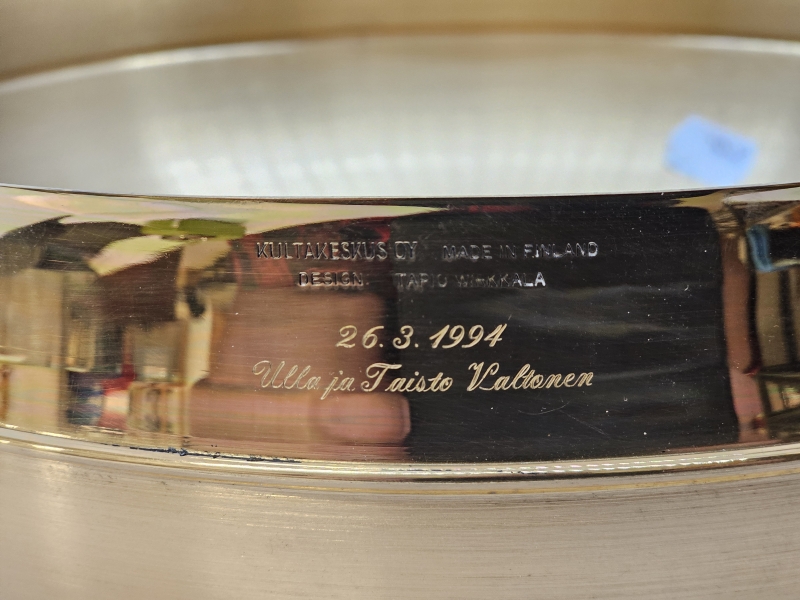 KULTAKESKUS OY MADE IN FINLAND
DESIGN TAPIO WIRKKALA
26.3.1994
Ulla ja Taisto Valtonen